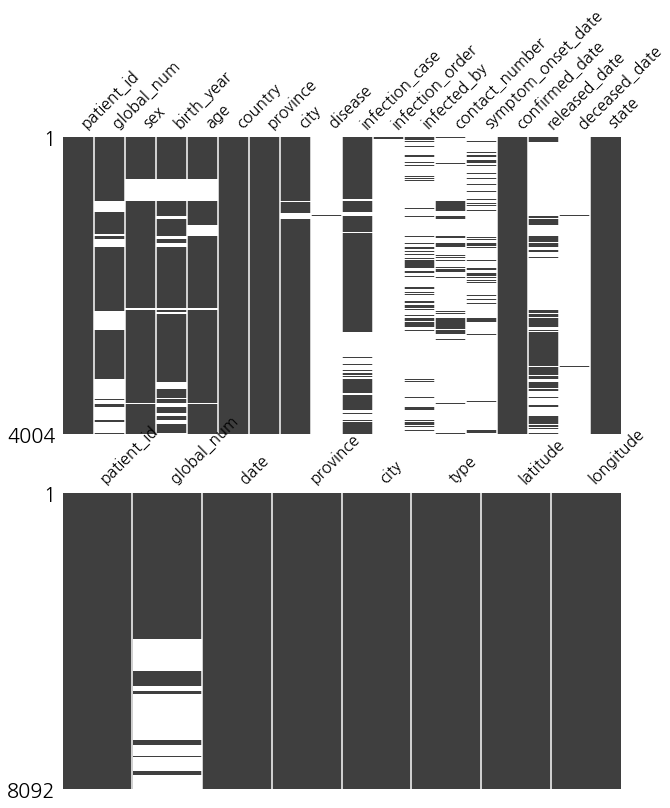 patient_id
global_num
sex
birth_year
age
country
province
city
disease
infection_case
infection_order
infected_by
contact_number
symptom_onset_date
confirmed_date
released_date
deceased_date
state
1
4004
patient_id
global_num
date
province
city
type
latitude
longitude
1
8092